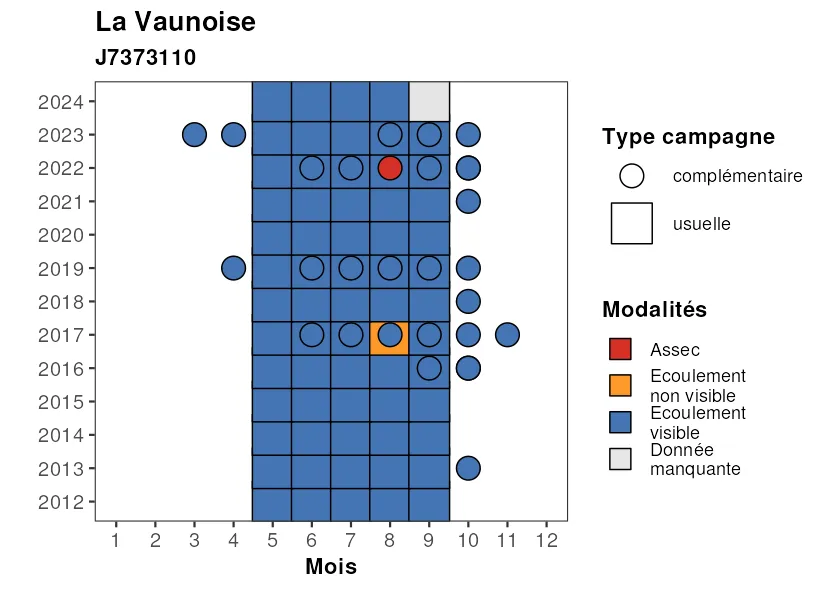 La Vaunoise
J7373110
2024
2023
2022
2021
2020
2019
2018
2017
2016
2015
2014
2013
2012
1 2 3 4 5 6 7 8 9 10 11 12
Mois
Type campagne
complémentaire
usuelle
Modalités
Assec
Ecoulement
non visible
Ecoulement
visible
Donnée
manquante